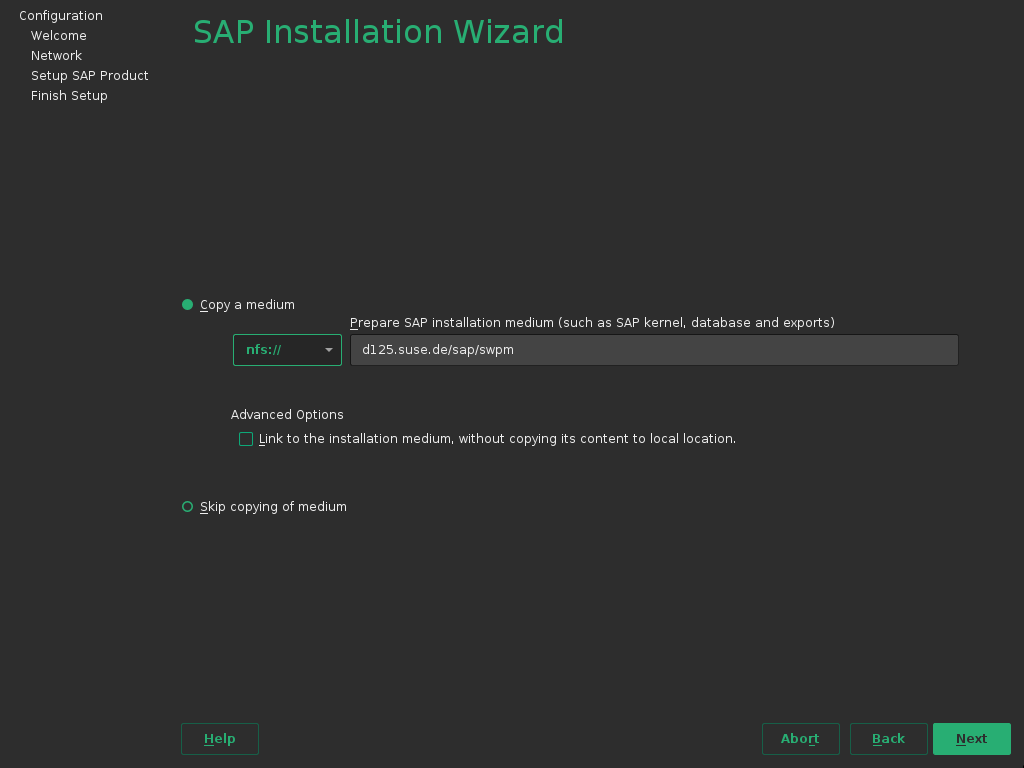 Configuration
Welcome
Network
Setup SAP Product
Finish Setup
SAP Installation Wizard
Copy a medium
Prepare SAP installation medium (such as SAP kernel, database and exports)
nfs:// d125.suse.de/sap/swpm
Advanced Options
Link to the installation medium, without copying its content to local location.
Skip copying of medium
Help Abort Back Next